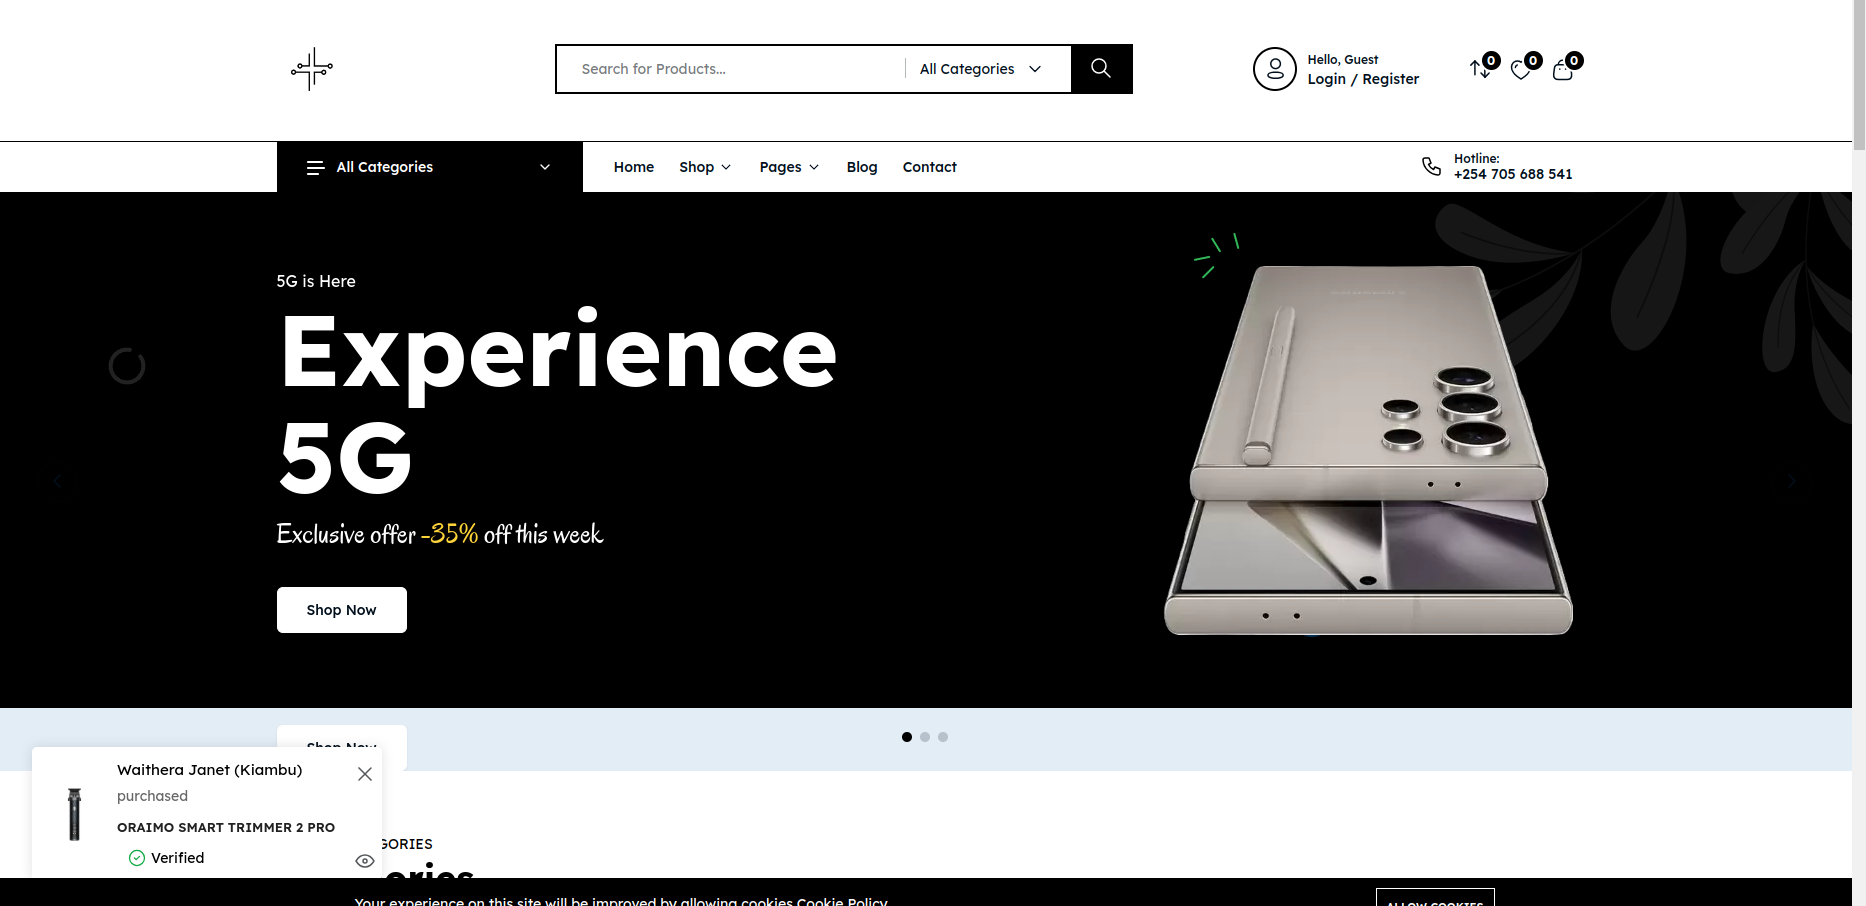 Search for Products...
All Categories
Hello, Guest
Login / Register
0
0
0
All Categories
Home
Shop
Pages
Blog
Contact
Hotline:
+254 705 688 541
5G is Here
Experience
5G
Exclusive offer -35% off this week
Shop Now
Shop Now
Waithera Janet (Kiambu)
purchased
ORAIMO SMART TRIMMER 2 PRO
Verified
GORIES
ories
Your experience on this site will be improved by allowing cookies Cookie Policy
ALLOW COOKIES